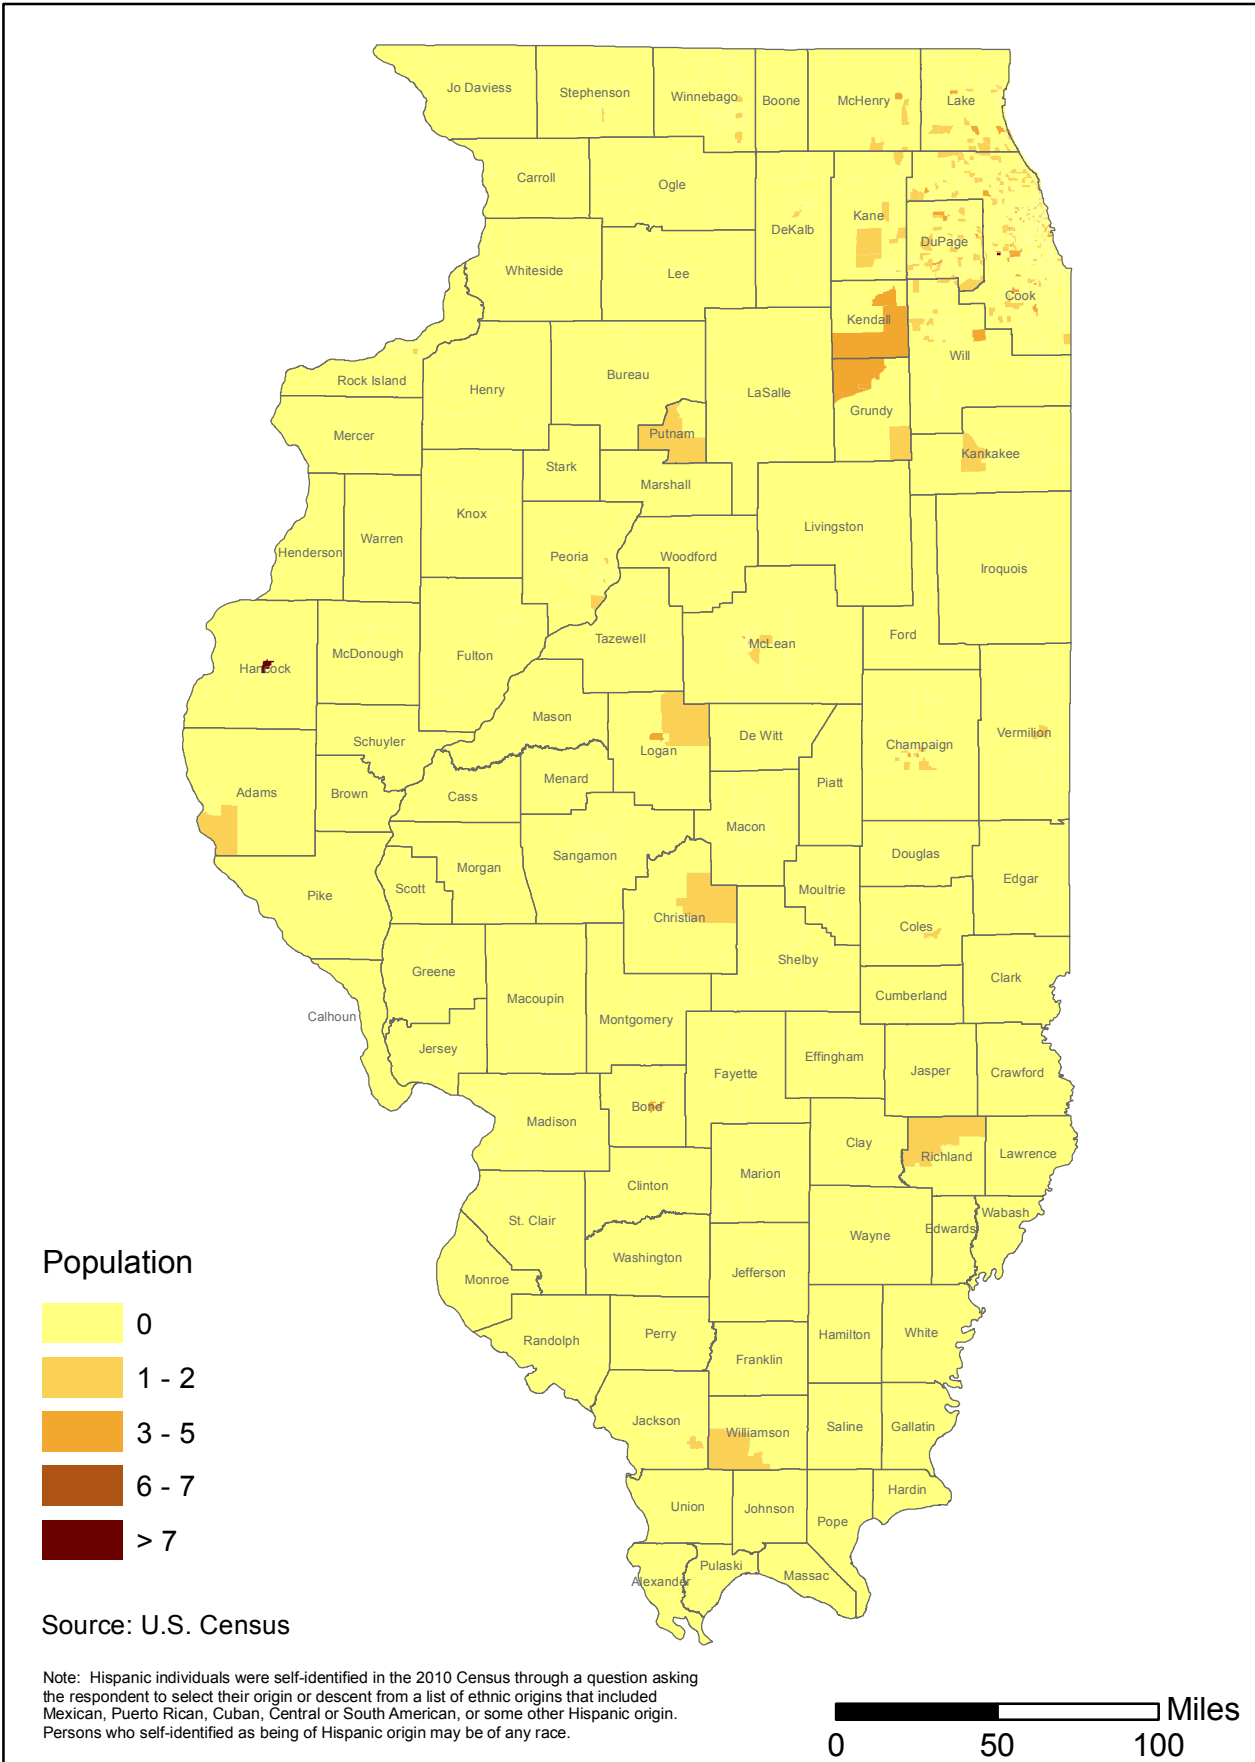 Jo Daviess
Stephenson
Winnebago
Boone
McHenry
Lake
Carroll
Ogle
DeKalb
Kane
DuPage
Cook
Whiteside
Lee
Kendall
Will
Rock Island
Henry
Bureau
LaSalle
Grundy
Mercer
Putnam
Kankakee
Stark
Marshall
Henderson
Warren
Knox
Peoria
Woodford
Livingston
Iroquois
Hancock
McDonough
Fulton
Tazewell
McLean
Ford
Schuyler
Mason
Logan
De Witt
Champaign
Vermilion
Adams
Brown
Cass
Menard
Piatt
Macon
Pike
Scott
Morgan
Sangamon
Christian
Moultrie
Douglas
Edgar
Coles
Greene
Macoupin
Montgomery
Shelby
Cumberland
Clark
Calhoun
Jersey
Fayette
Effingham
Jasper
Crawford
Madison
Bond
Clay
Richland
Lawrence
Clinton
Marion
St. Clair
Washington
Jefferson
Wayne
Edwards
Wabash
Monroe
Randolph
Perry
Hamilton
White
Franklin
Jackson
Williamson
Saline
Gallatin
Union
Johnson
Pope
Hardin
Alexander
Pulaski
Massac
Population
0
1 - 2
3 - 5
6 - 7
> 7
Source: U.S. Census
Note: Hispanic individuals were self-identified in the 2010 Census through a question asking
the respondent to select their origin or descent from a list of ethnic origins that included
Mexican, Puerto Rican, Cuban, Central or South American, or some other Hispanic origin.
Persons who self-identified as being of Hispanic origin may be of any race.
Miles
0 50 100